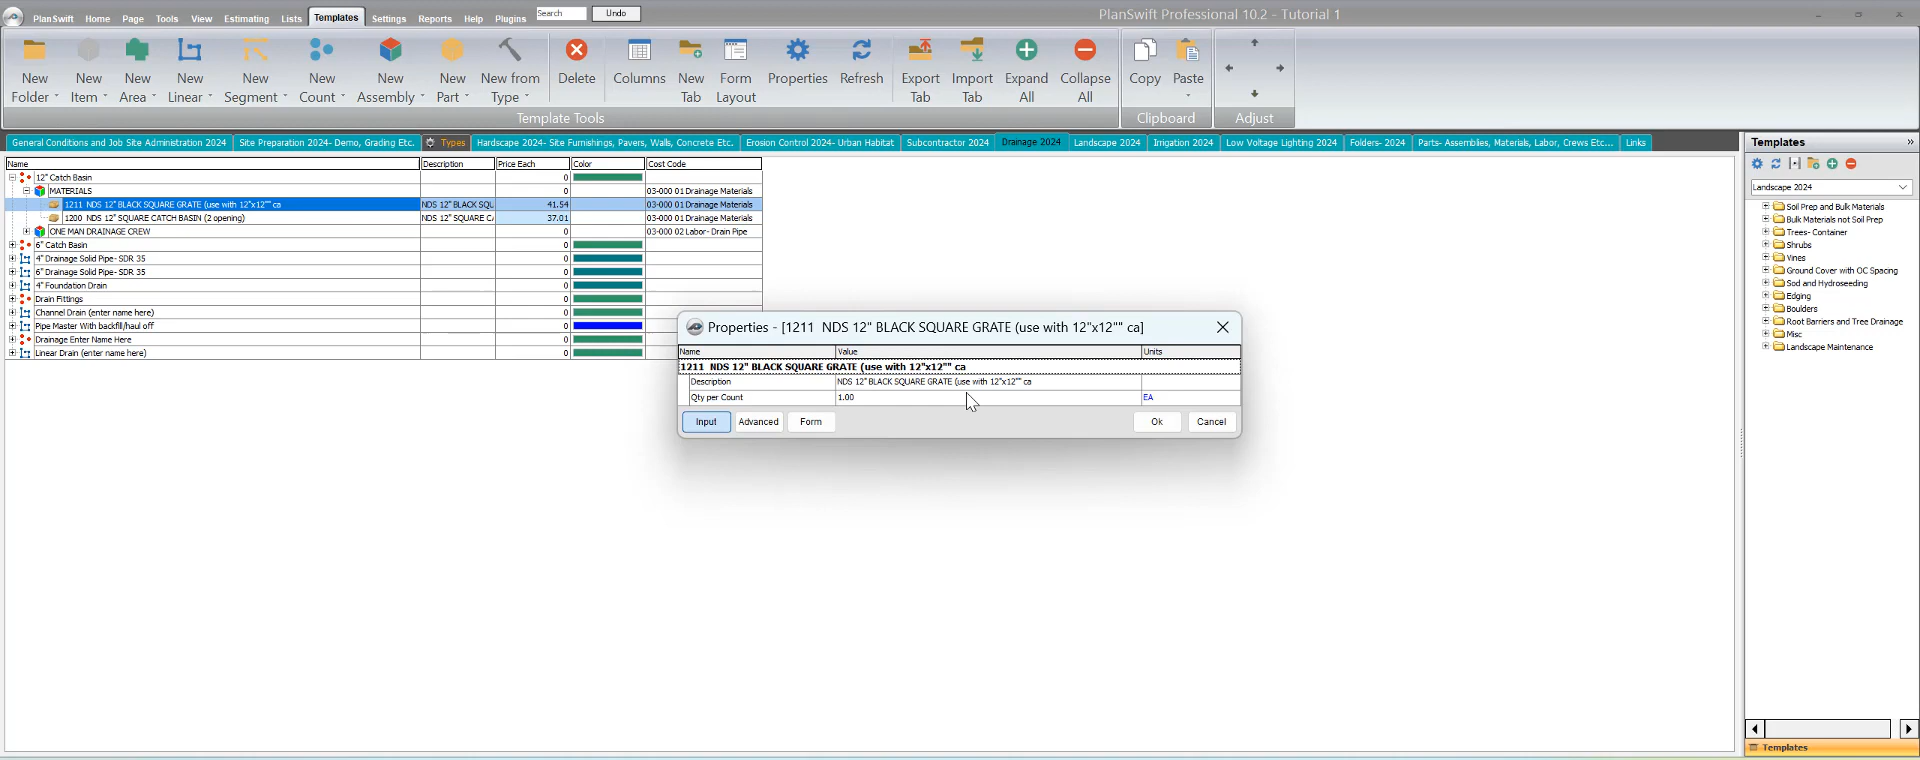 PlanSwift Home Page Tools View Estimating Lists Templates Settings Reports Help Plugins Search Undo PlanSwift Professional 10.2 - Tutorial 1
New Folder New Item New Area New Linear New Segment New Count New Assembly New Part New from Type Delete Columns New Tab Form Layout Properties Refresh Export Tab Import Tab Expand All Collapse All Copy Paste
Template Tools Clipboard Adjust
General Conditions and Job Site Administration 2024 Site Preparation 2024- Demo, Grading Etc. Types Hardscape 2024- Site Furnishings, Pavers, Walls, Concrete Etc. Erosion Control 2024- Urban Habitat Subcontractor 2024 Drainage 2024 Landscape 2024 Irrigation 2024 Low Voltage Lighting 2024 Folders- 2024 Parts- Assemblies, Materials, Labor, Crews Etc... Links
Name Description Price Each Color Cost Code
12" Catch Basin 0
MATERIALS 0 03-000 01 Drainage Materials
1211 NDS 12" BLACK SQUARE GRATE (use with 12"x12"" ca NDS 12" BLACK SQU 41.54 03-000 01 Drainage Materials
1200 NDS 12" SQUARE CATCH BASIN (2 opening) NDS 12" SQUARE C/ 37.01 03-000 01 Drainage Materials
ONE MAN DRAINAGE CREW 0 03-000 02 Labor- Drain Pipe
6" Catch Basin 0
4" Drainage Solid Pipe- SDR 35 0
6" Drainage Solid Pipe- SDR 35 0
4" Foundation Drain 0
Drain Fittings 0
Channel Drain (enter name here) 0
Pipe Master With backfill/haul off 0
Drainage Enter Name Here 0
Linear Drain (enter name here) 0
Properties - [1211 NDS 12" BLACK SQUARE GRATE (use with 12"x12"" ca]
Name Value Units
1211 NDS 12" BLACK SQUARE GRATE (use with 12"x12"" ca
Description NDS 12" BLACK SQUARE GRATE (use with 12"x12"" ca
Qty per Count 1.00 EA
Input Advanced Form Ok Cancel
Templates »
Landscape 2024
Soil Prep and Bulk Materials
Bulk Materials not Soil Prep
Trees- Container
Shrubs
Vines
Ground Cover with OC Spacing
Sod and Hydroseeding
Edging
Boulders
Root Barriers and Tree Drainage
Misc
Landscape Maintenance
Templates